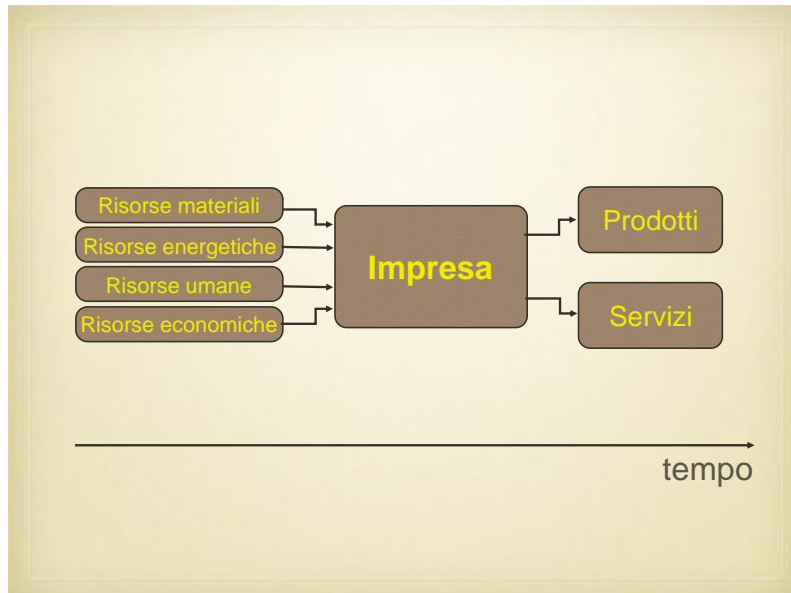 Risorse materiali
Risorse energetiche
Risorse umane
Risorse economiche
Impresa
Prodotti
Servizi
tempo